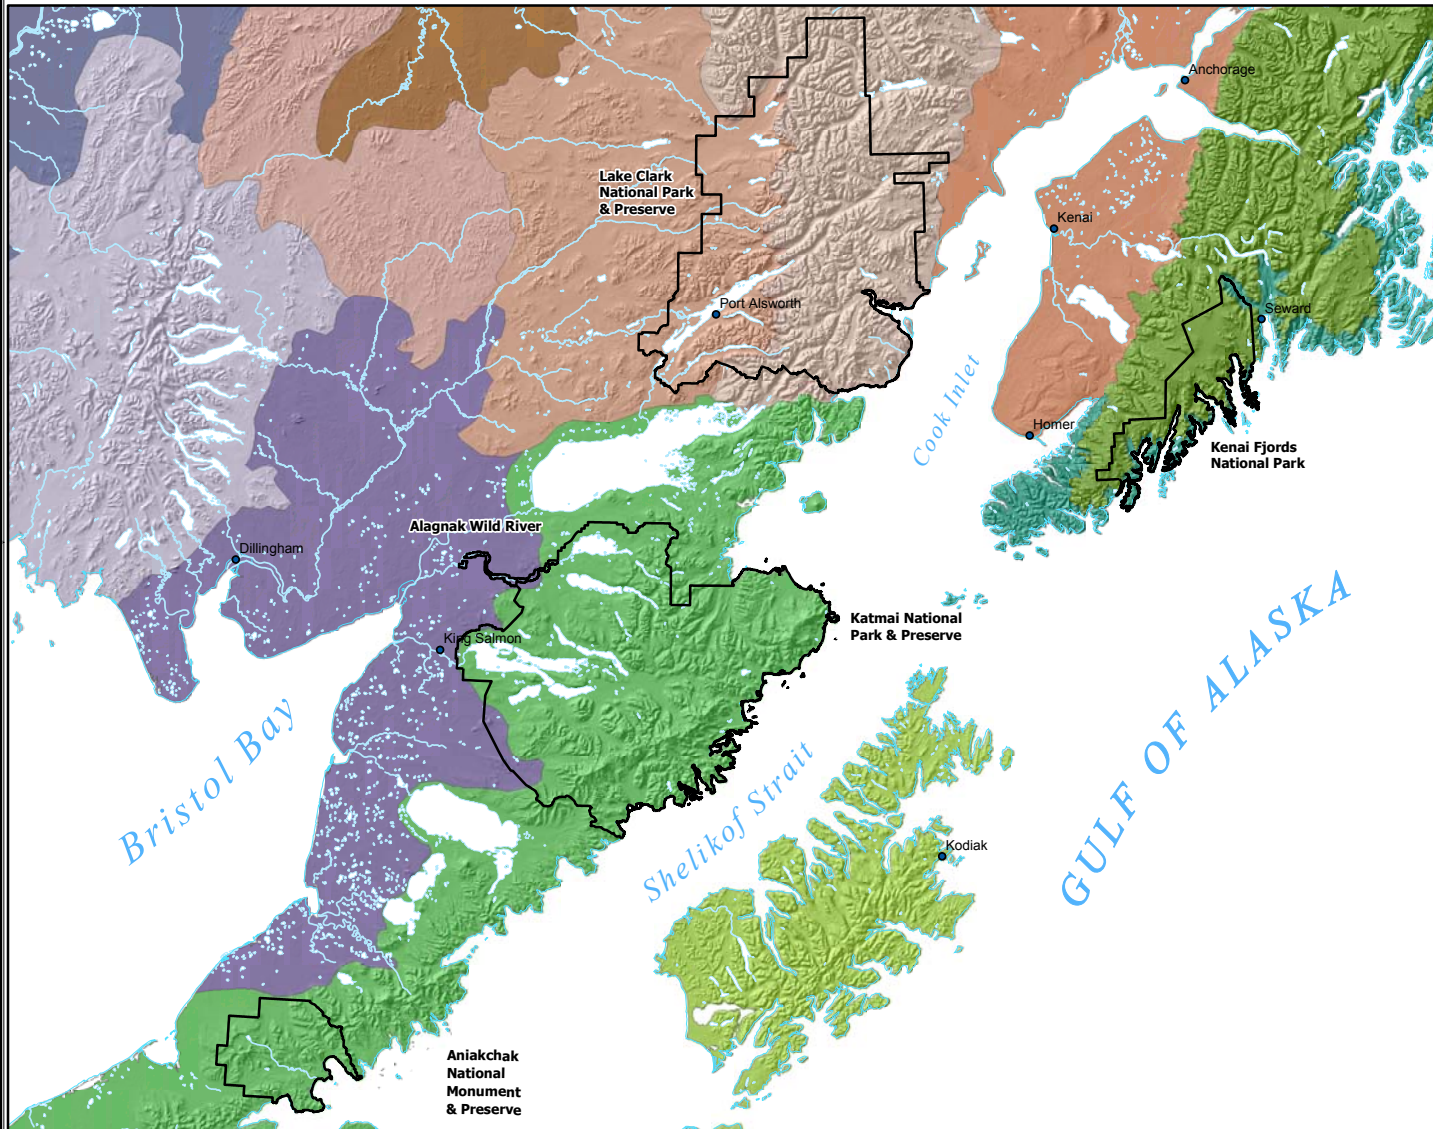 Anchorage
Lake Clark
National Park
& Preserve
Kenai
Port Alsworth
Seward
Cook Inlet
Homer
Kenai Fjords
National Park
Alagnak Wild River
Dillingham
King Salmon
Katmai National
Park & Preserve
Bristol Bay
Shelikof Strait
GULF OF ALASKA
Kodiak
Aniakchak
National
Monument
& Preserve